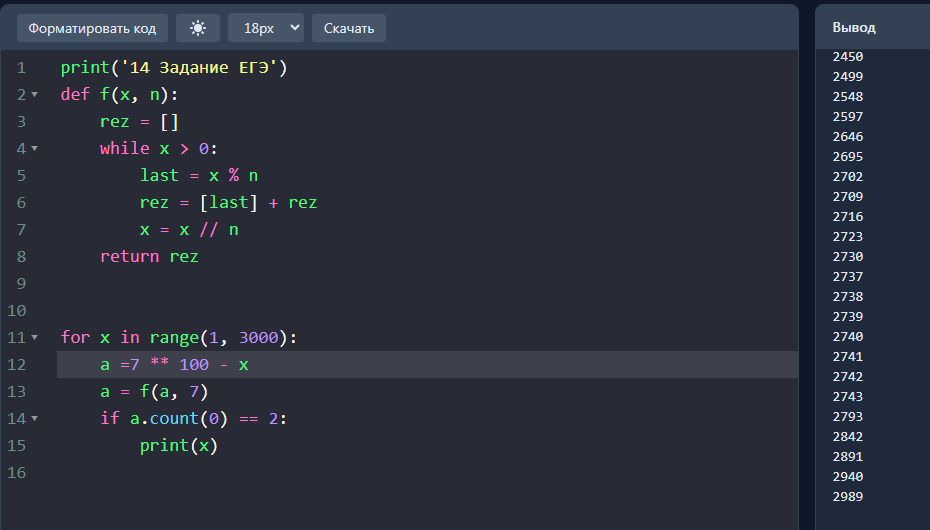 Форматировать код 18px Скачать
1 print('14 Задание ЕГЭ')
2 def f(x, n):
3 rez = []
4 while x > 0:
5 last = x % n
6 rez = [last] + rez
7 x = x // n
8 return rez
9
10
11 for x in range(1, 3000):
12 a =7 ** 100 - x
13 a = f(a, 7)
14 if a.count(0) == 2:
15 print(x)
16
Вывод
2450
2499
2548
2597
2646
2695
2702
2709
2716
2723
2730
2737
2738
2739
2740
2741
2742
2743
2793
2842
2891
2940
2989